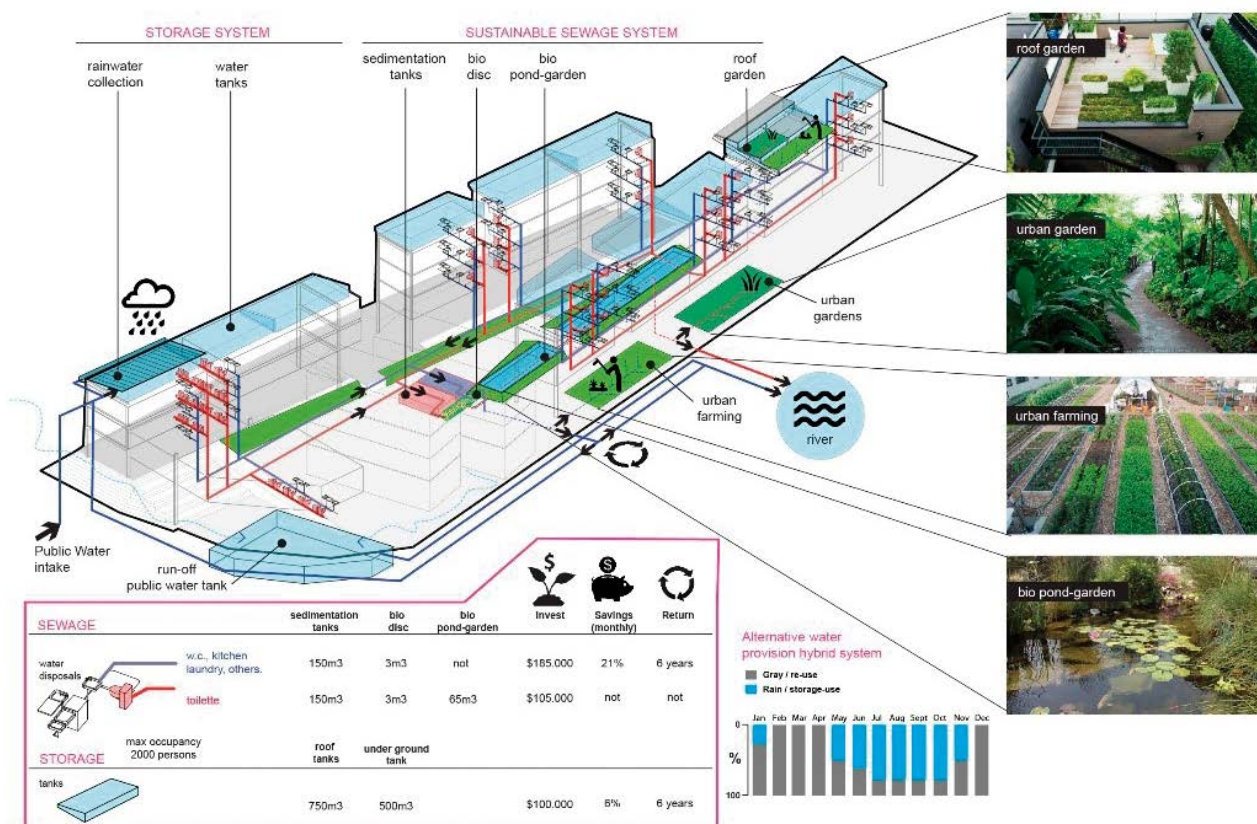 STORAGE SYSTEM
SUSTAINABLE SEWAGE SYSTEM
rainwater
collection
water
tanks
sedimentation
tanks
bio
disc
bio
pond-garden
roof
garden
roof garden
urban garden
urban
gardens
urban
farming
river
urban farming
bio pond-garden
Public Water
intake
run-off
public water tank
$
$
Invest
Savings
(monthly)
Return
SEWAGE
sedimentation
tanks
bio
disc
bio
pond-garden
water
disposals
w.c., kitchen
laundry, others.
150m3
3m3
not
$185.000
21%
6 years
toilette
150m3
3m3
65m3
$105.000
not
not
max occupancy
2000 persons
STORAGE
roof
tanks
under ground
tank
tanks
750m3
500m3
$100.000
6%
6 years
Alternative water
provision hybrid system
Gray / re-use
Rain / storage-use
Jan Feb Mar Apr May Jun Jul Aug Sept Oct Nov Dec
0
%
100